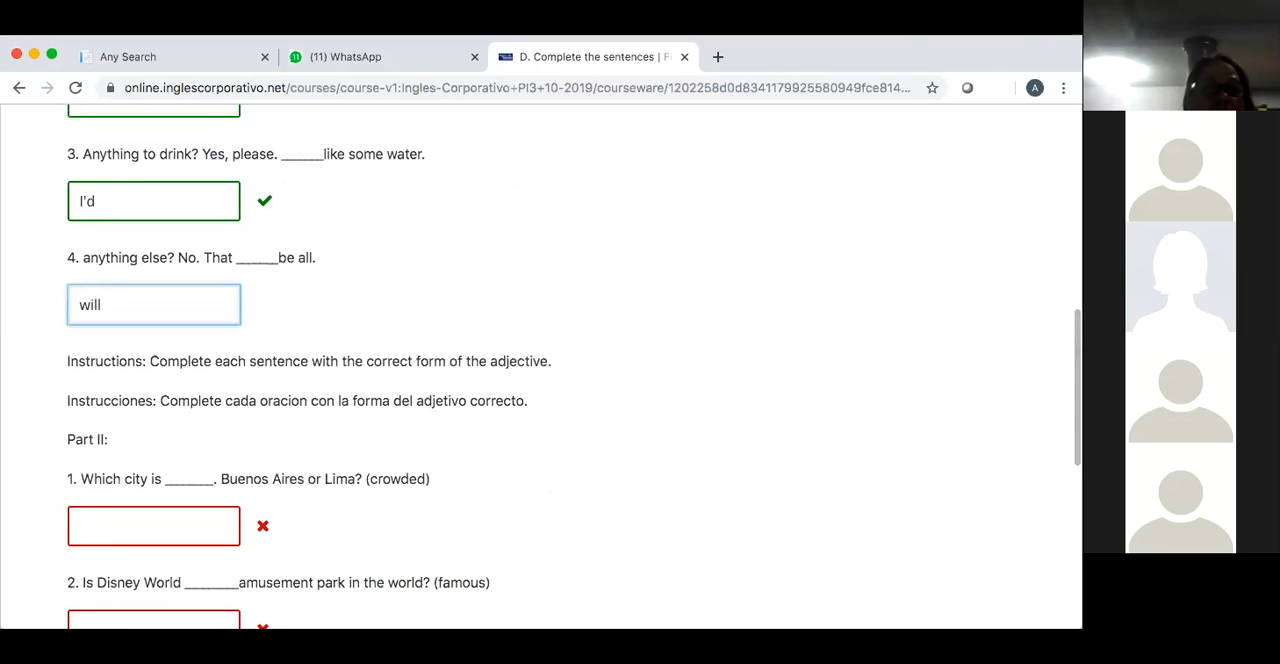 Any Search
(11) WhatsApp
D. Complete the sentences | F
online.inglescorporativo.net/courses/course-v1:Ingles-Corporativo+PI3+10-2019/courseware/1202258d0d8341179925580949fce814...
A
3. Anything to drink? Yes, please. ______like some water.
I'd
4. anything else? No. That ______be all.
will
Instructions: Complete each sentence with the correct form of the adjective.
Instrucciones: Complete cada oracion con la forma del adjetivo correcto.
Part II:
1. Which city is _______. Buenos Aires or Lima? (crowded)
2. Is Disney World ________amusement park in the world? (famous)